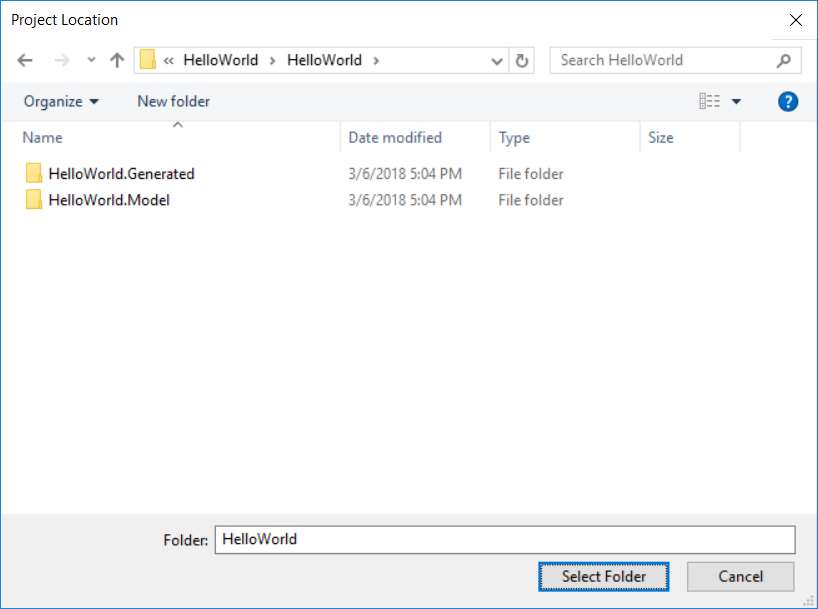 Project Location
« HelloWorld > HelloWorld >
Search HelloWorld
Organize New folder ?
Name Date modified Type Size
HelloWorld.Generated 3/6/2018 5:04 PM File folder
HelloWorld.Model 3/6/2018 5:04 PM File folder
Folder: HelloWorld
Select Folder Cancel